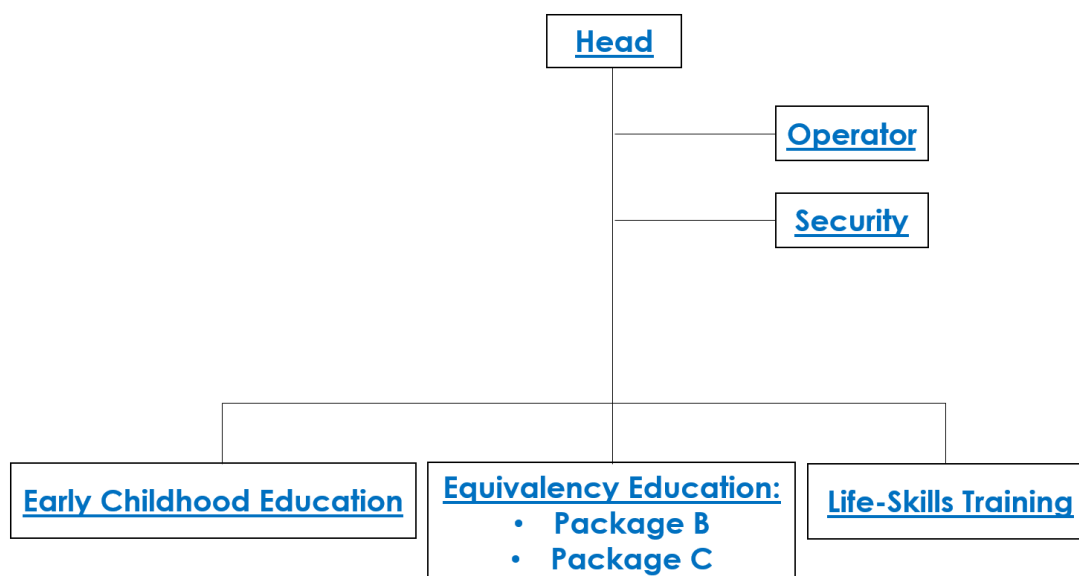 Head
Operator
Security
Early Childhood Education
Equivalency Education:
• Package B
• Package C
Life-Skills Training